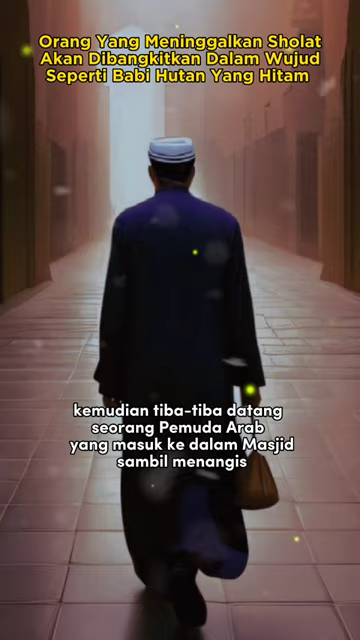 Orang Yang Meninggalkan Sholat
Akan Dibangkitkan Dalam Wujud
Seperti Babi Hutan Yang Hitam
kemudian tiba-tiba datang
seorang Pemuda Arab
yang masuk ke dalam Masjid
sambil menangis